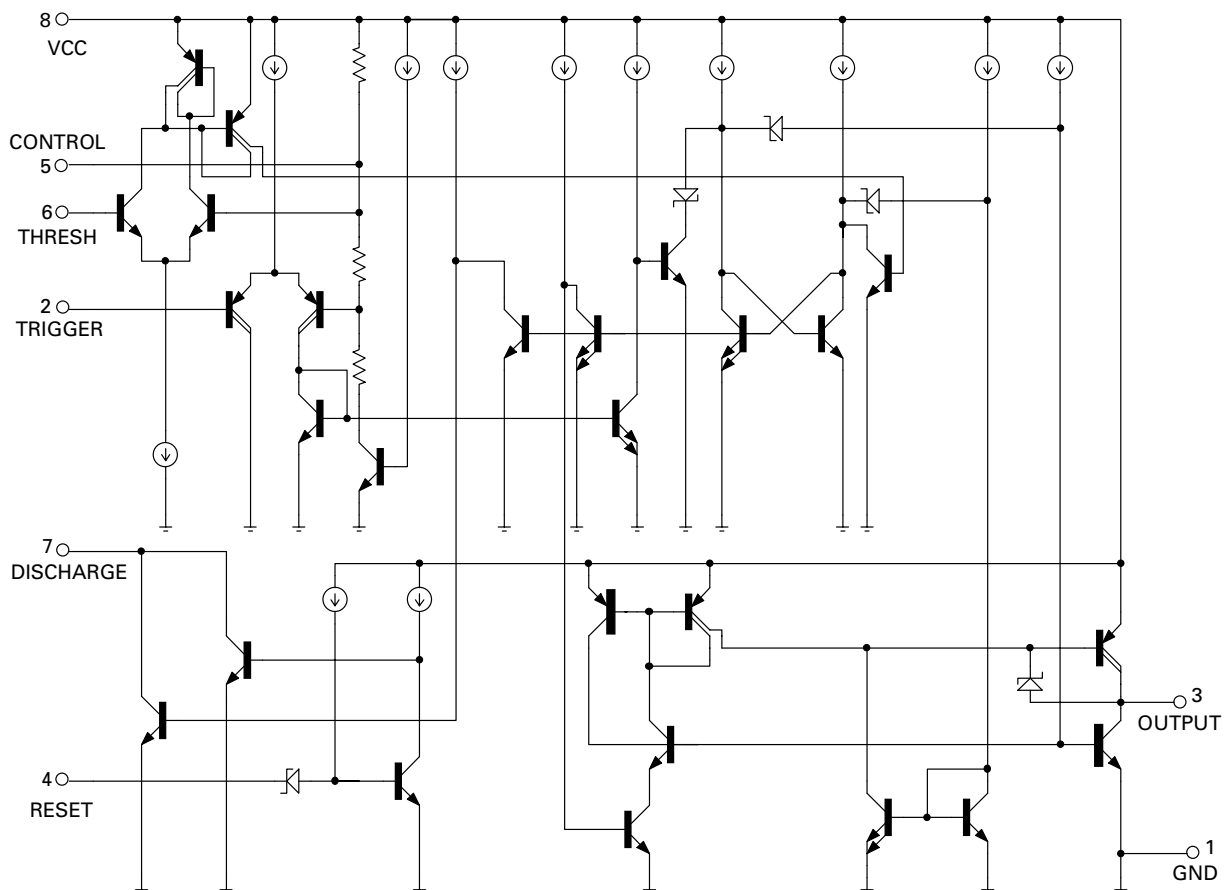 8
VCC
CONTROL
5
6
THRESH
2
TRIGGER
7
DISCHARGE
3
OUTPUT
4
RESET
1
GND